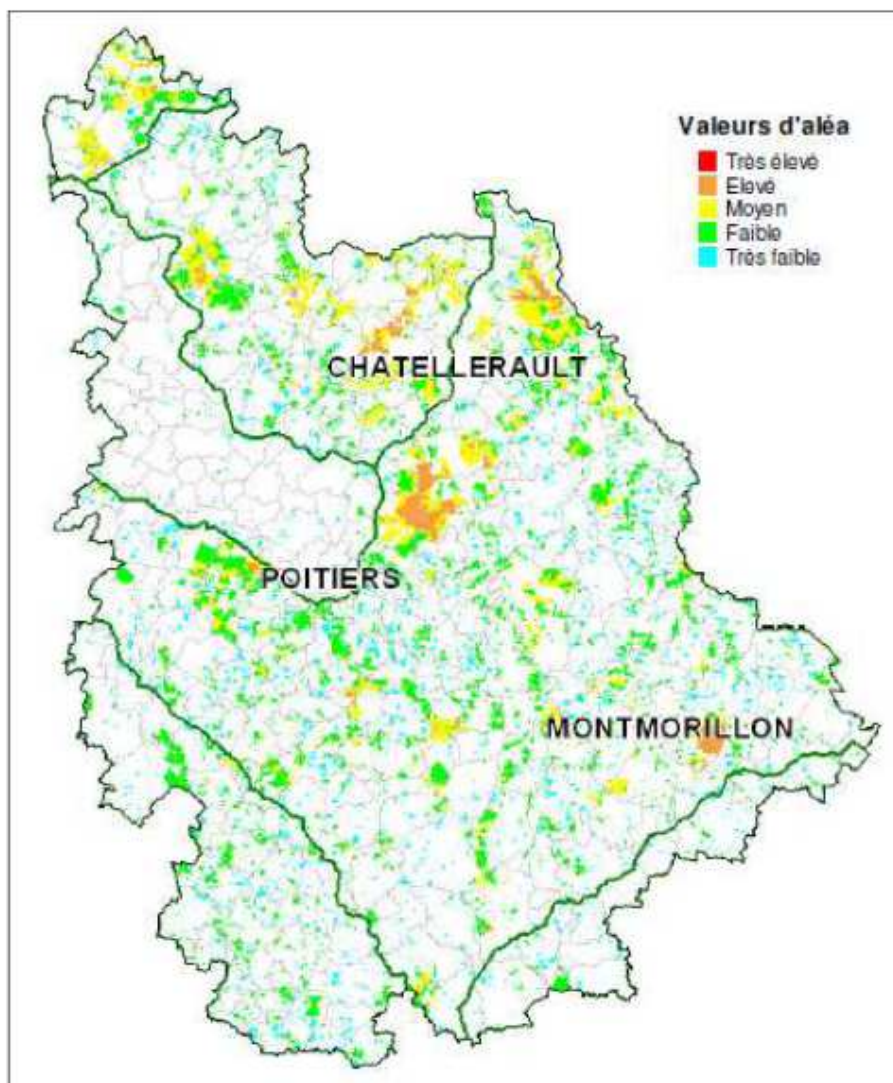 Valeurs d'aléa
Très élevé
Elevé
Moyen
Faible
Très faible
CHATELLERAULT
POITIERS
MONTMORILLON